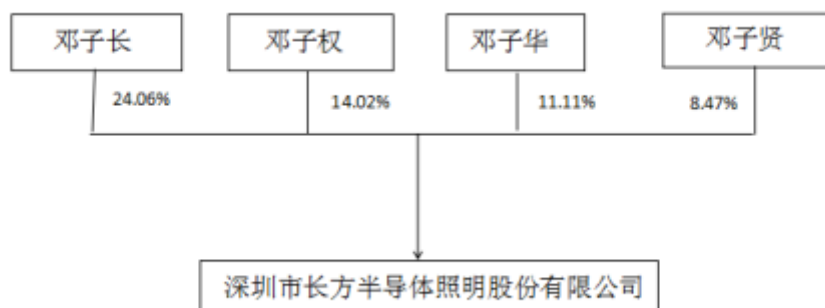 邓子长
邓子权
邓子华
邓子贤
24.06%
14.02%
11.11%
8.47%
深圳市长方半导体照明股份有限公司